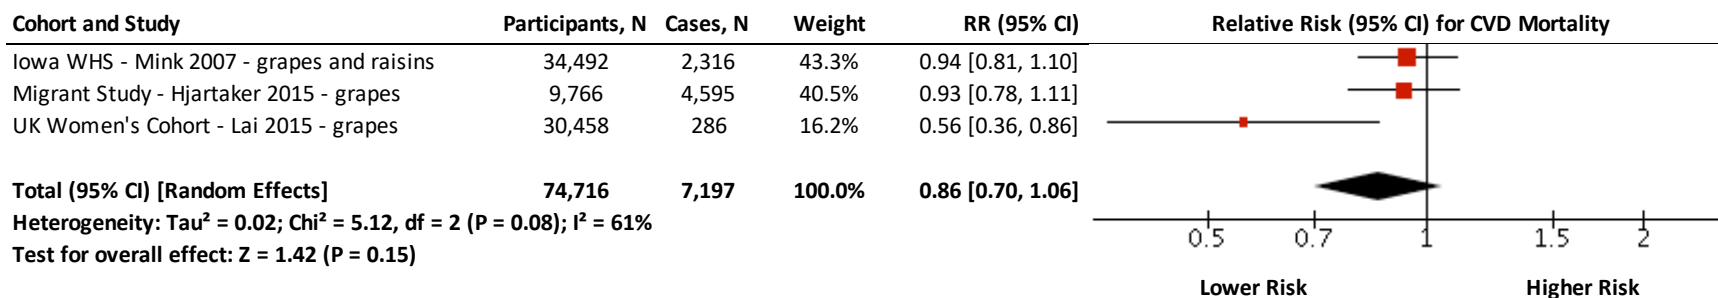 Cohort and Study Participants, N Cases, N Weight RR (95% CI) Relative Risk (95% CI) for CVD Mortality
Iowa WHS - Mink 2007 - grapes and raisins 34,492 2,316 43.3% 0.94 [0.81, 1.10]
Migrant Study - Hjartaker 2015 - grapes 9,766 4,595 40.5% 0.93 [0.78, 1.11]
UK Women's Cohort - Lai 2015 - grapes 30,458 286 16.2% 0.56 [0.36, 0.86]
Total (95% CI) [Random Effects] 74,716 7,197 100.0% 0.86 [0.70, 1.06]
Heterogeneity: Tau² = 0.02; Chi² = 5.12, df = 2 (P = 0.08); I² = 61%
0.5 0.7 1 1.5 2
Test for overall effect: Z = 1.42 (P = 0.15)
Lower Risk Higher Risk